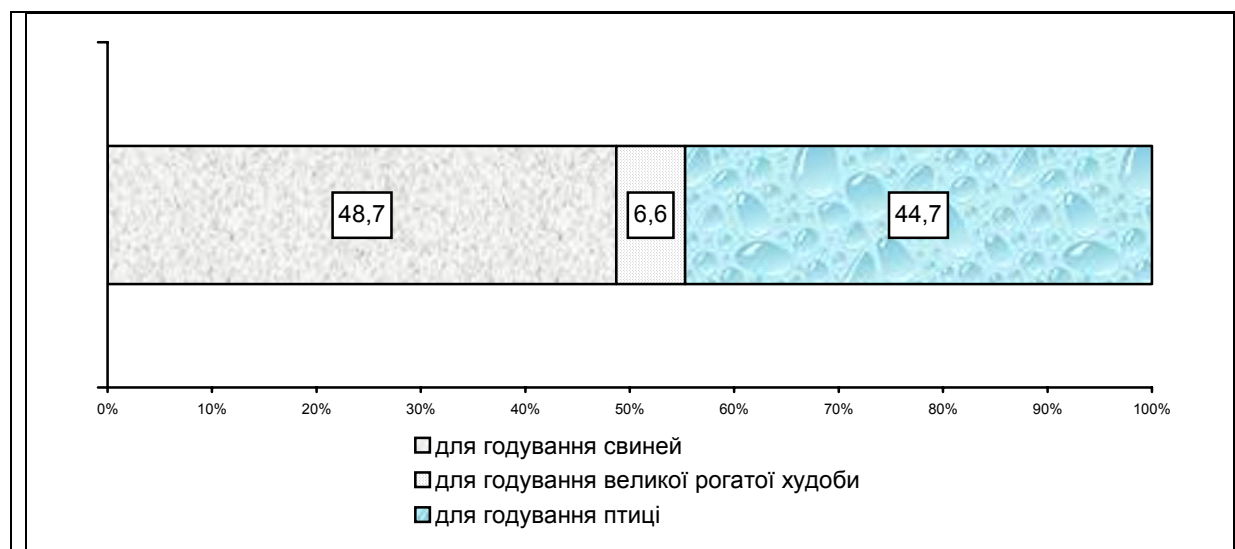 48,7 6,6 44,7
0% 10% 20% 30% 40% 50% 60% 70% 80% 90% 100%
для годування свиней
для годування великої рогатої худоби
для годування птиці